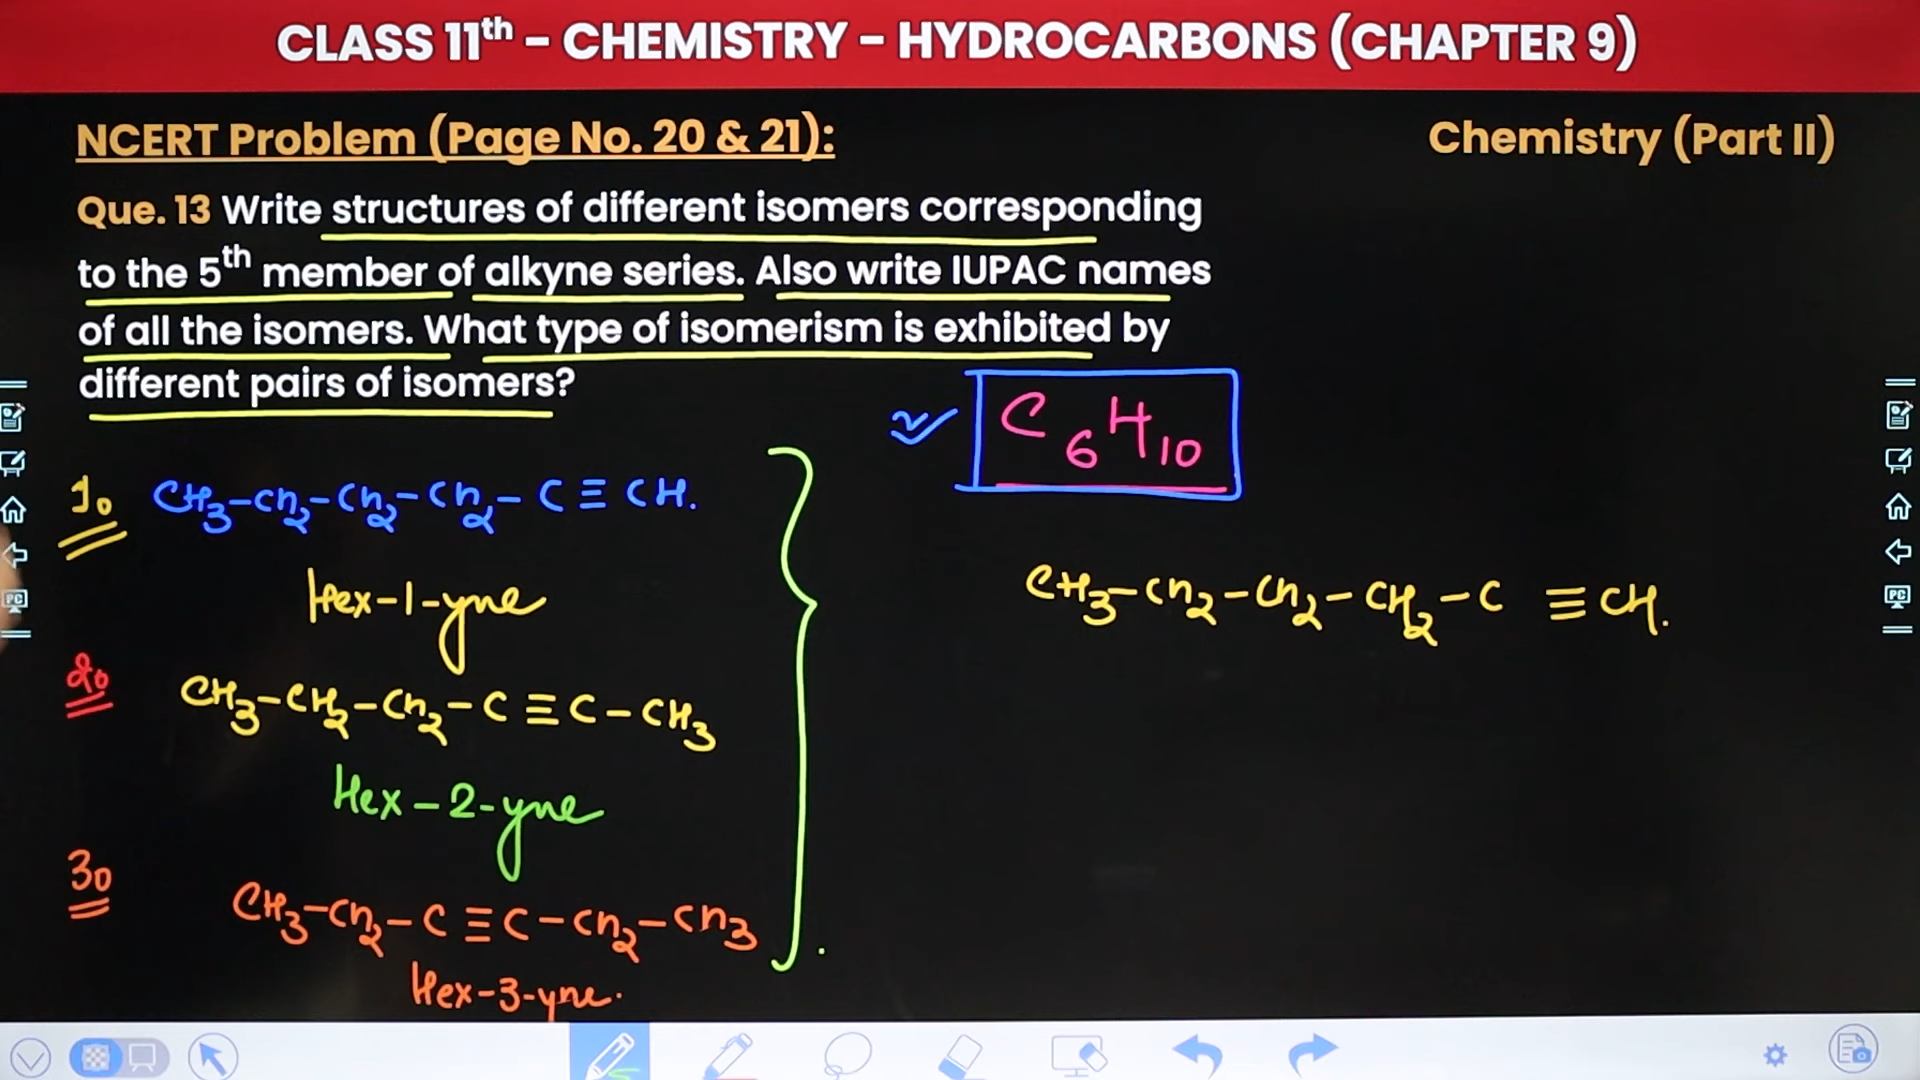 CLASS 11th - CHEMISTRY - HYDROCARBONS (CHAPTER 9)
NCERT Problem (Page No. 20 & 21):
Chemistry (Part II)
Que. 13 Write structures of different isomers corresponding
to the 5th member of alkyne series. Also write IUPAC names
of all the isomers. What type of isomerism is exhibited by
different pairs of isomers?
C6H10
1. CH3-CH2-CH2-CH2-C≡CH.
Hex-1-yne
CH3-CH2-CH2-CH2-C≡CH.
2. CH3-CH2-CH2-C≡C-CH3
Hex-2-yne
3. CH3-CH2-C≡C-CH2-CH3
Hex-3-yne.
PC
PC